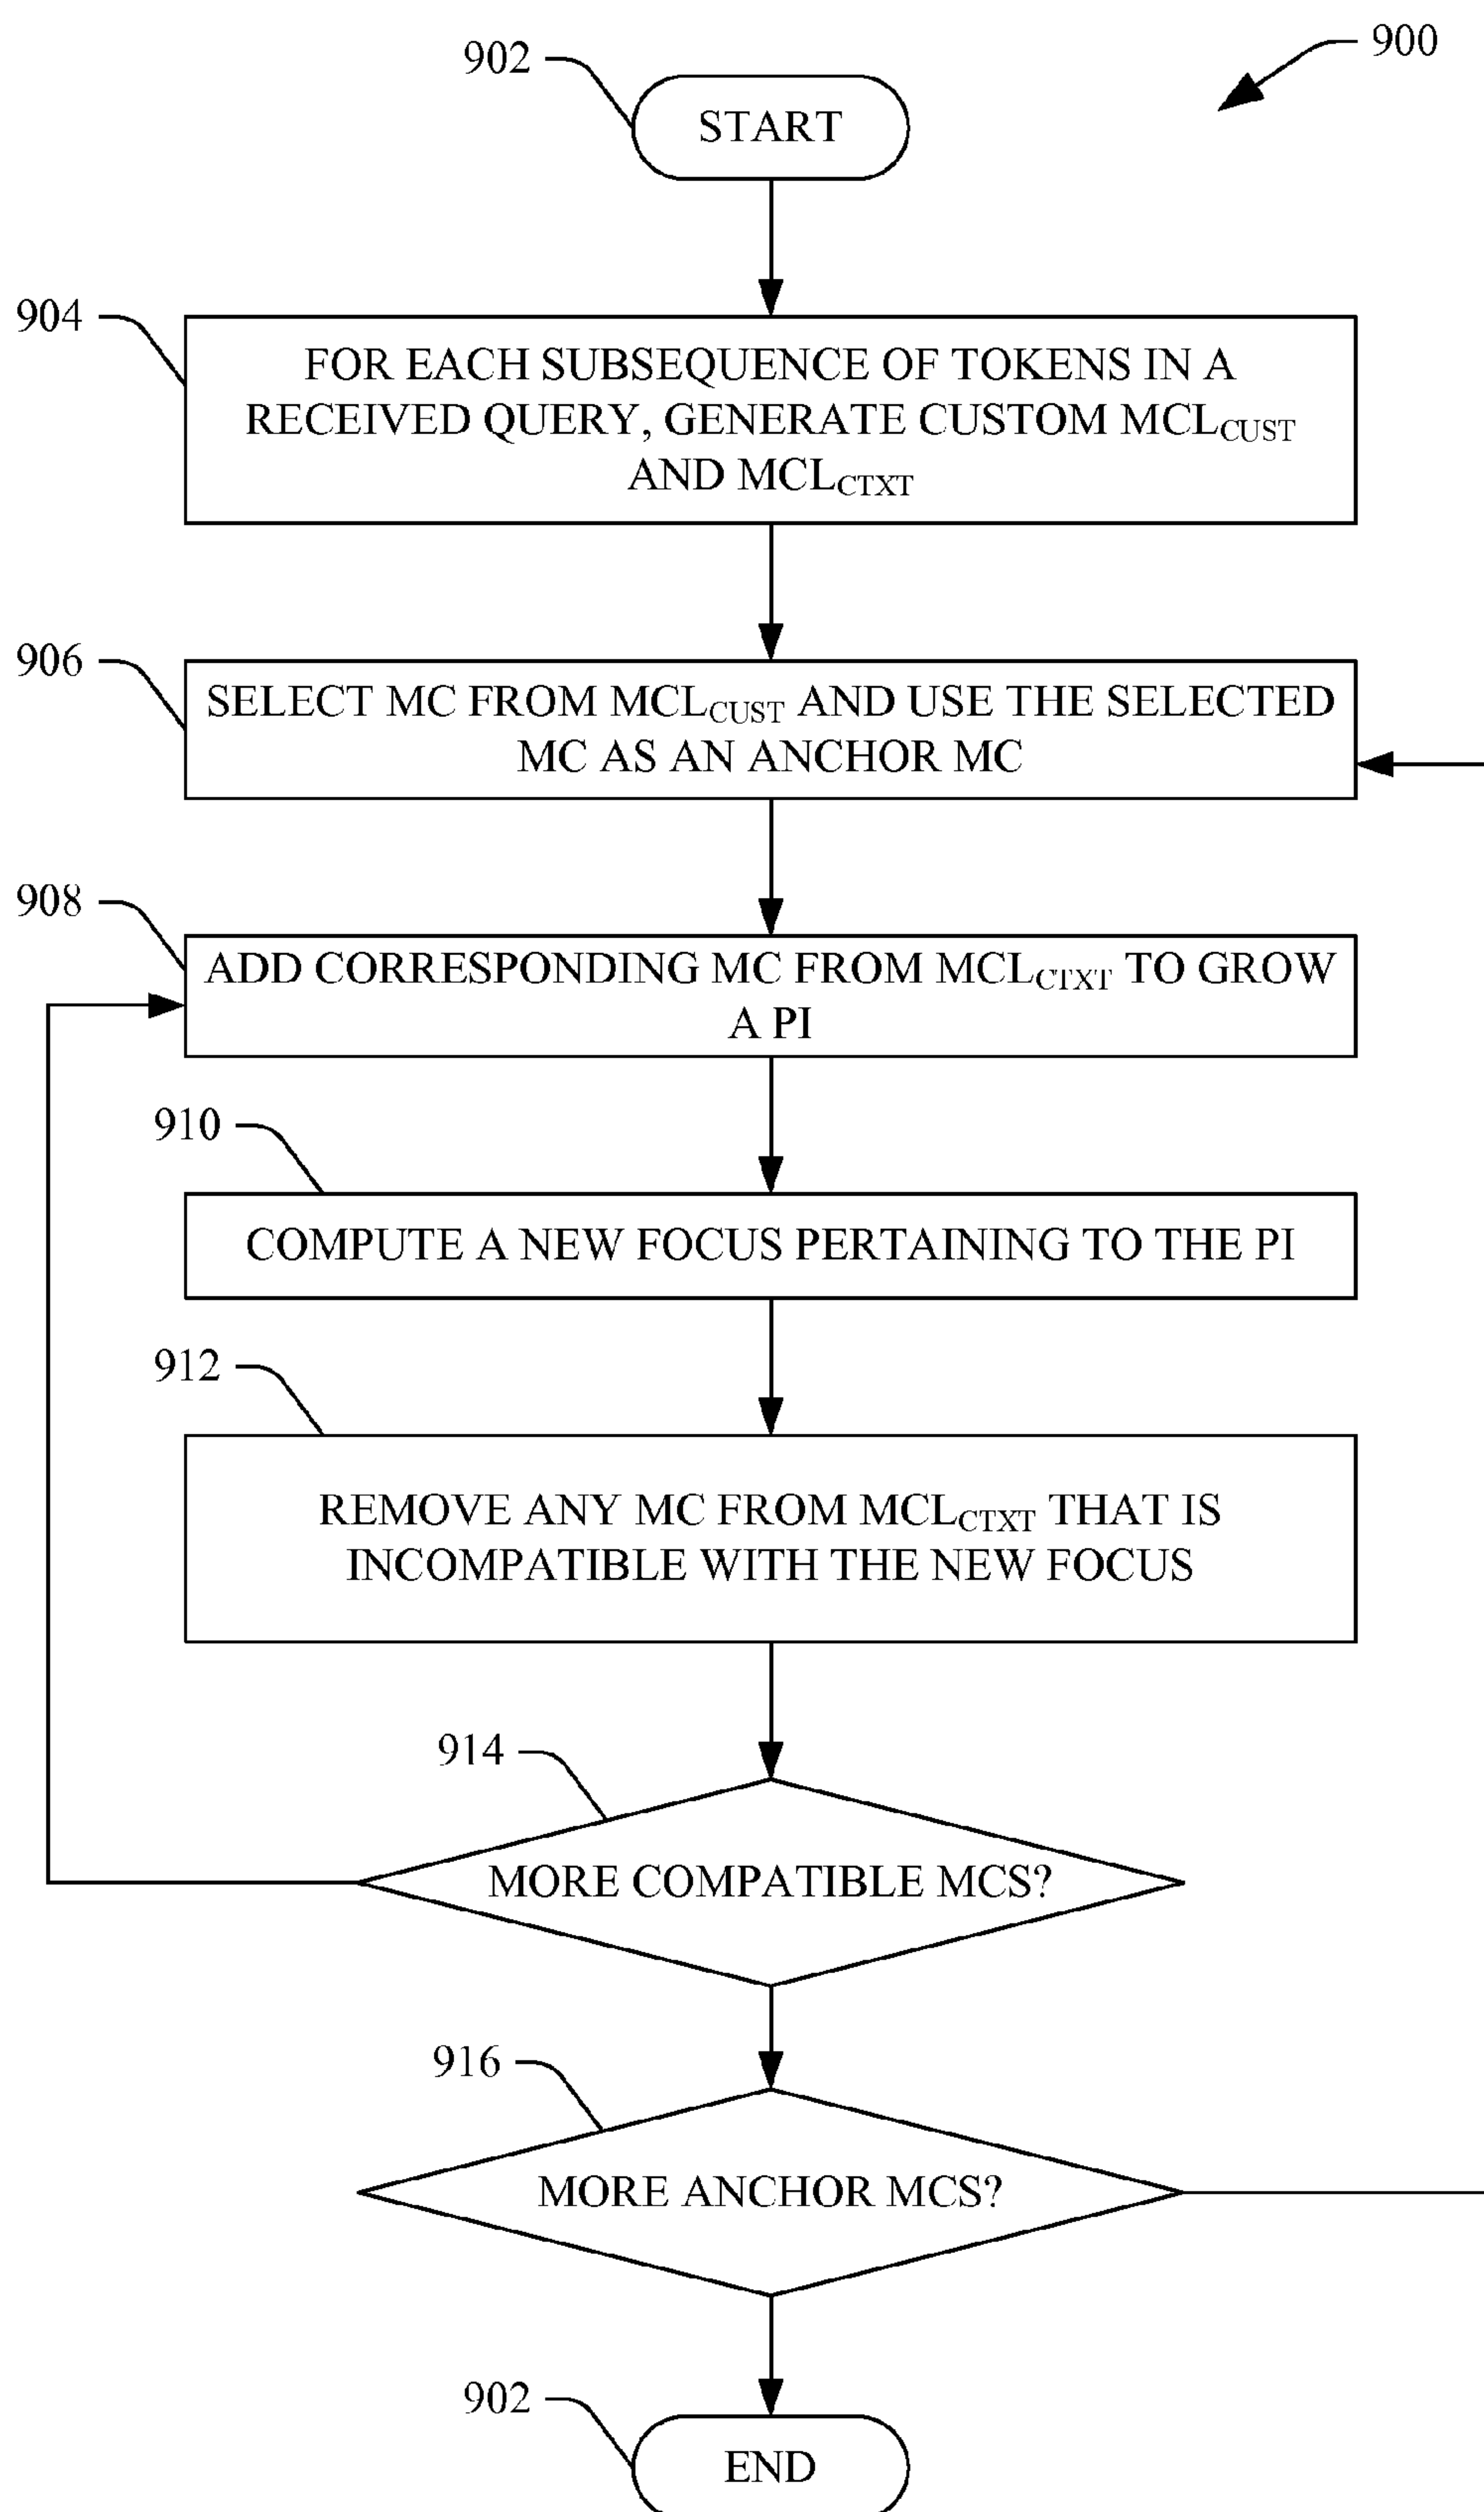 900
902
START
904
FOR EACH SUBSEQUENCE OF TOKENS IN A
RECEIVED QUERY, GENERATE CUSTOM MCLCUST
AND MCLCTXT
906
SELECT MC FROM MCLCUST AND USE THE SELECTED
MC AS AN ANCHOR MC
908
ADD CORRESPONDING MC FROM MCLCTXT TO GROW
A PI
910
COMPUTE A NEW FOCUS PERTAINING TO THE PI
912
REMOVE ANY MC FROM MCLCTXT THAT IS
INCOMPATIBLE WITH THE NEW FOCUS
914
MORE COMPATIBLE MCS?
916
MORE ANCHOR MCS?
902
END